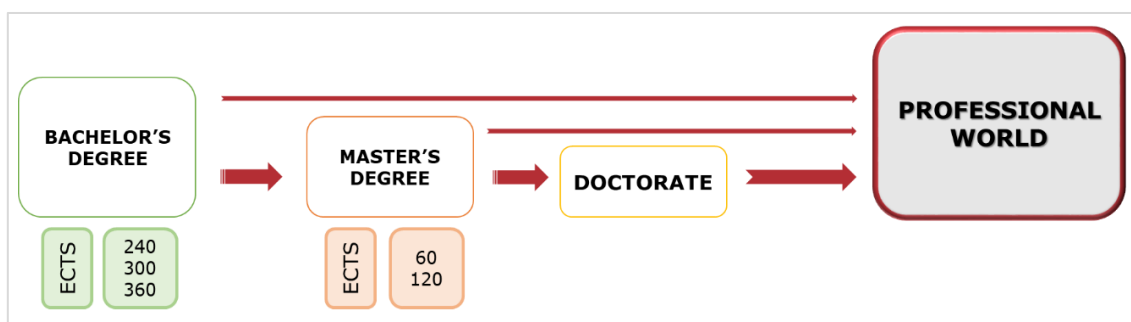 BACHELOR'S
DEGREE
MASTER'S
DEGREE
DOCTORATE
PROFESSIONAL
WORLD
ECTS
240
300
360
ECTS
60
120